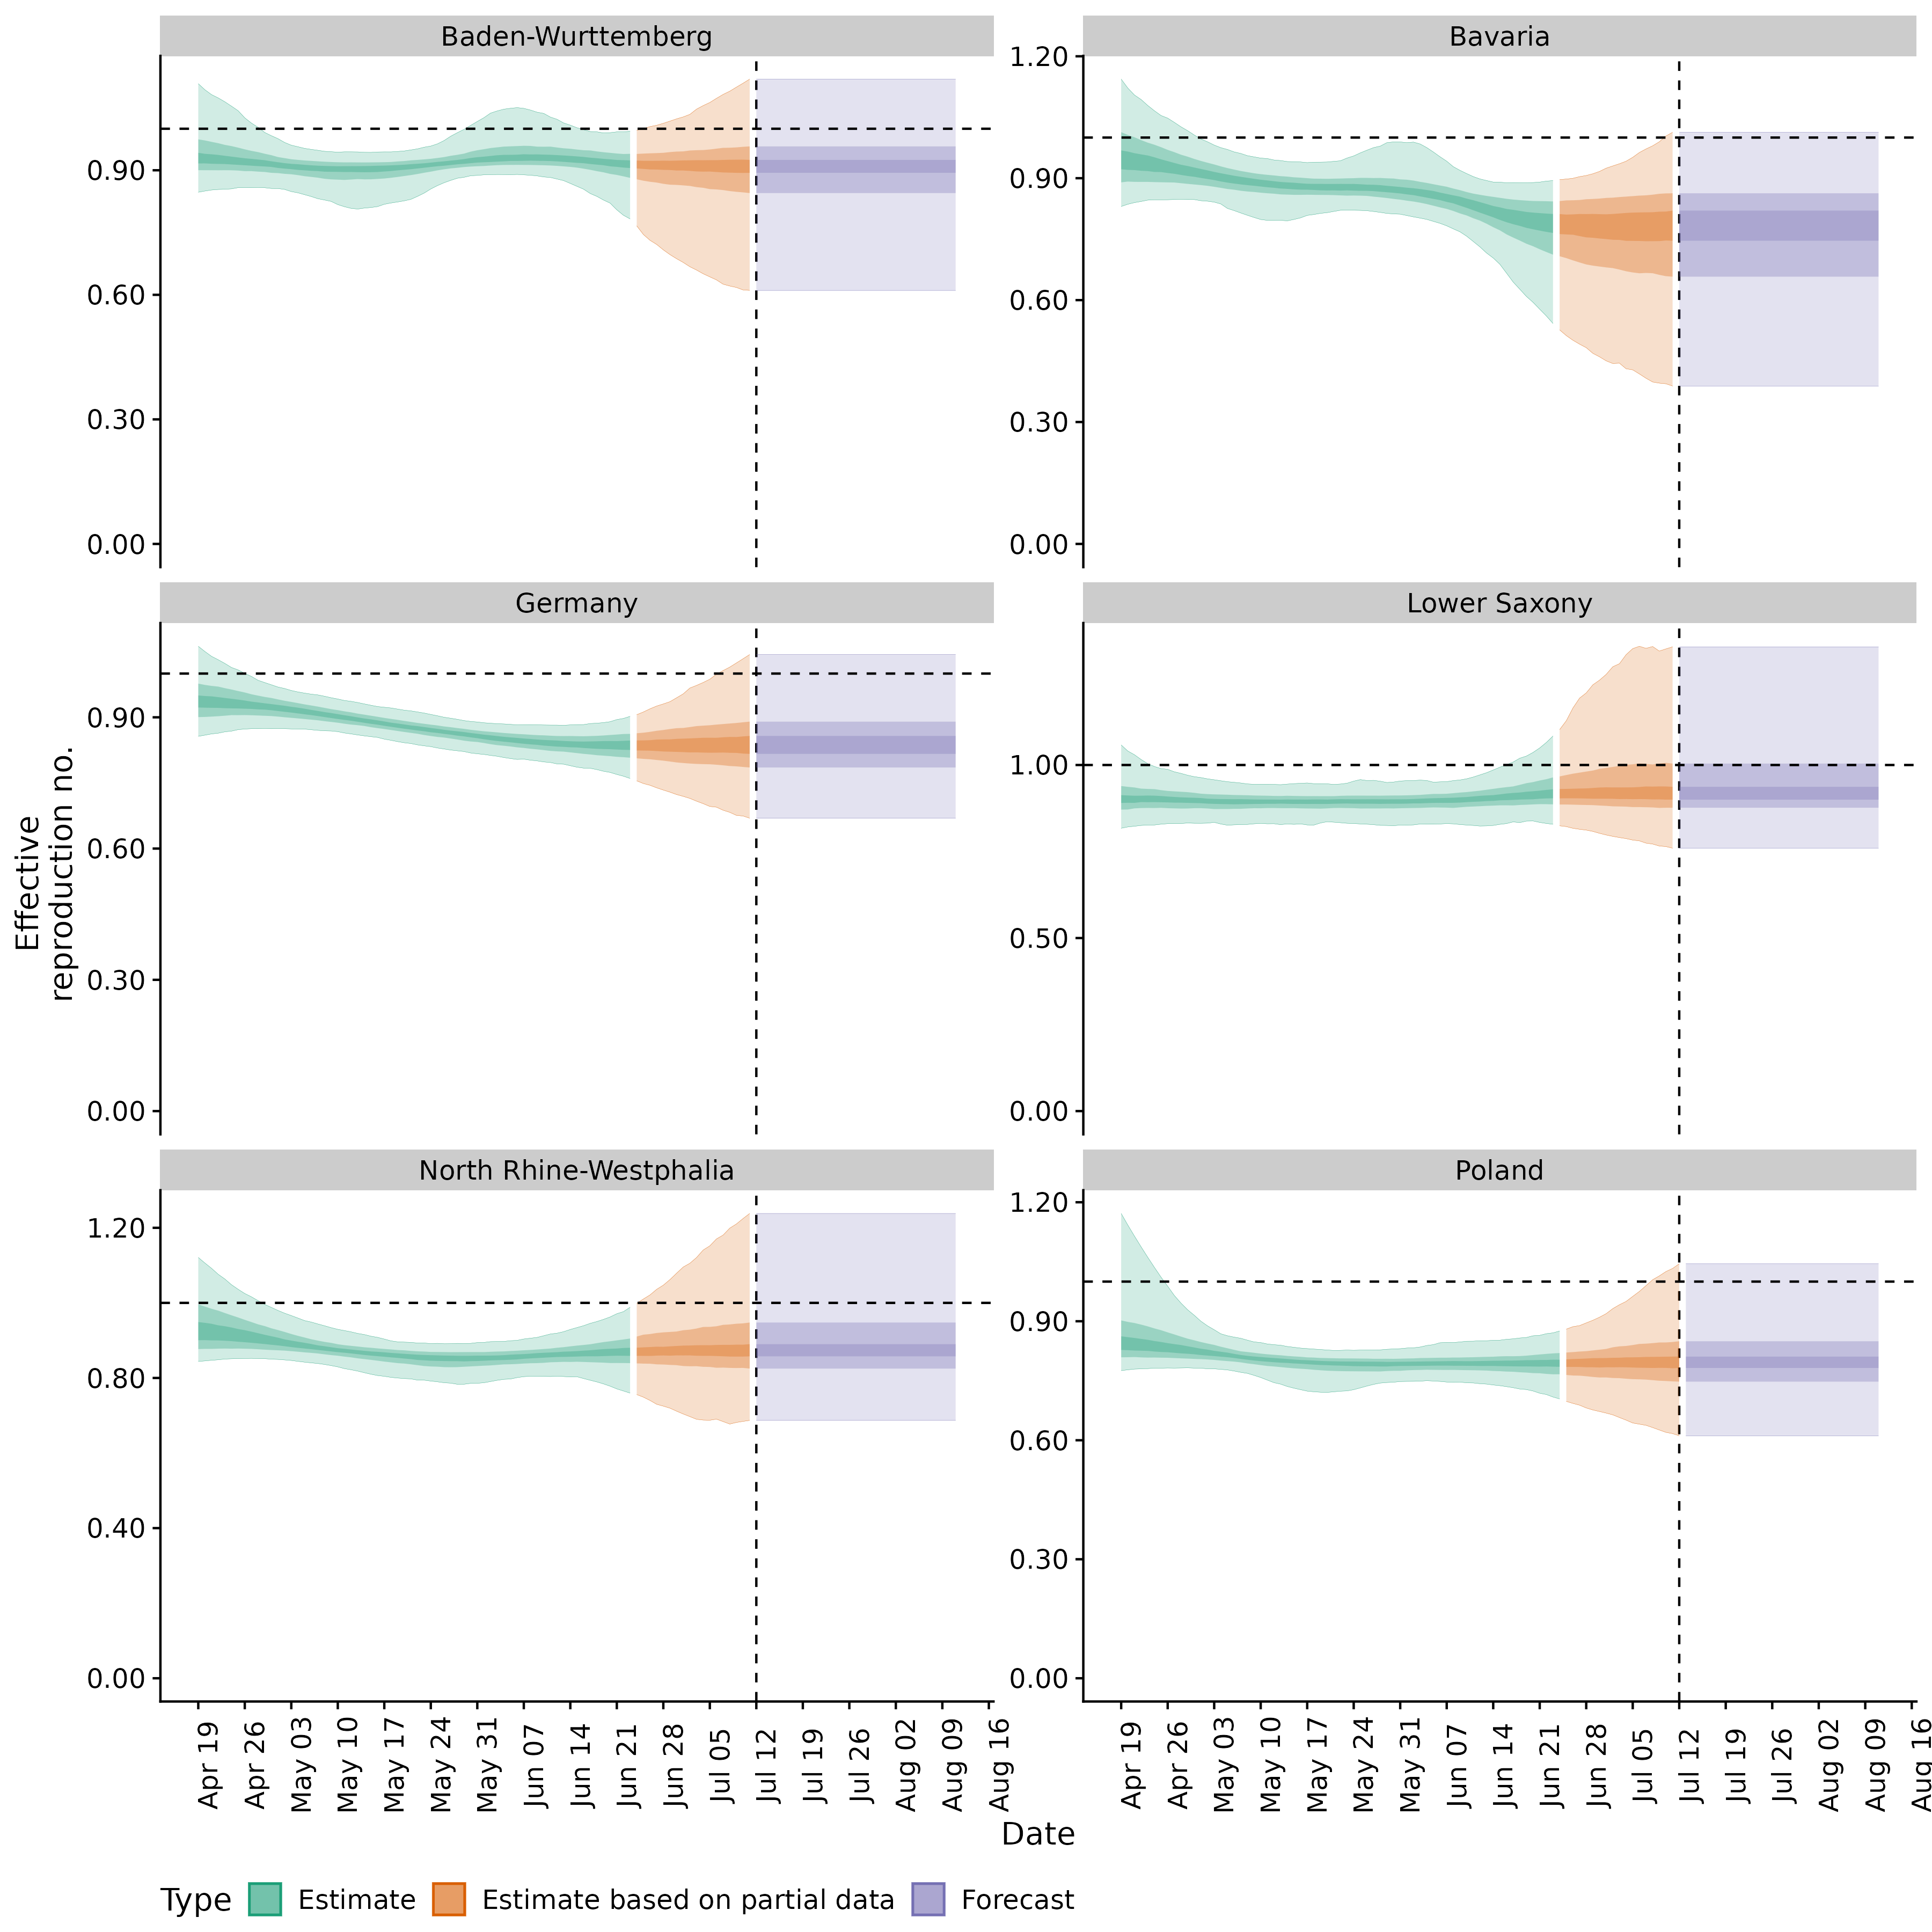 Baden-Wurttemberg
0.90
0.60
0.30
0.00
Bavaria
1.20
0.90
0.60
0.30
0.00
Germany
0.90
0.60
0.30
0.00
Lower Saxony
1.00
0.50
0.00
North Rhine-Westphalia
1.20
0.80
0.40
0.00
Poland
1.20
0.90
0.60
0.30
0.00
Effective
reproduction no.
Apr 19
Apr 26
May 03
May 10
May 17
May 24
May 31
Jun 07
Jun 14
Jun 21
Jun 28
Jul 05
Jul 12
Jul 19
Jul 26
Aug 02
Aug 09
Aug 16
Apr 19
Apr 26
May 03
May 10
May 17
May 24
May 31
Jun 07
Jun 14
Jun 21
Jun 28
Jul 05
Jul 12
Jul 19
Jul 26
Aug 02
Aug 09
Aug 16
Date
Type Estimate Estimate based on partial data Forecast